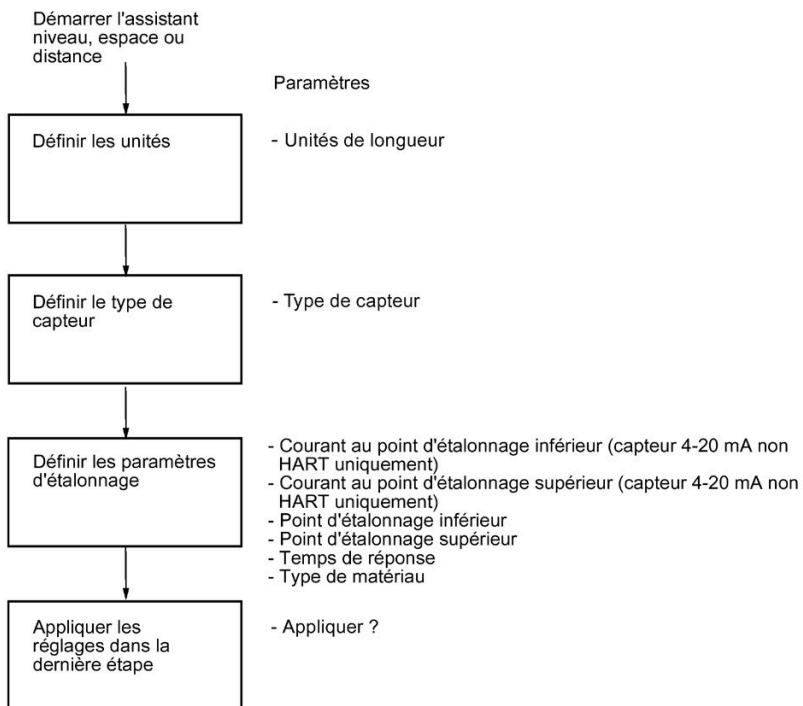 Démarrer l'assistant
niveau, espace ou
distance
Paramètres
Définir les unités
- Unités de longueur
Définir le type de
capteur
- Type de capteur
Définir les paramètres
d'étalonnage
- Courant au point d'étalonnage inférieur (capteur 4-20 mA non
HART uniquement)
- Courant au point d'étalonnage supérieur (capteur 4-20 mA non
HART uniquement)
- Point d'étalonnage inférieur
- Point d'étalonnage supérieur
- Temps de réponse
- Type de matériau
Appliquer les
réglages dans la
dernière étape
- Appliquer ?